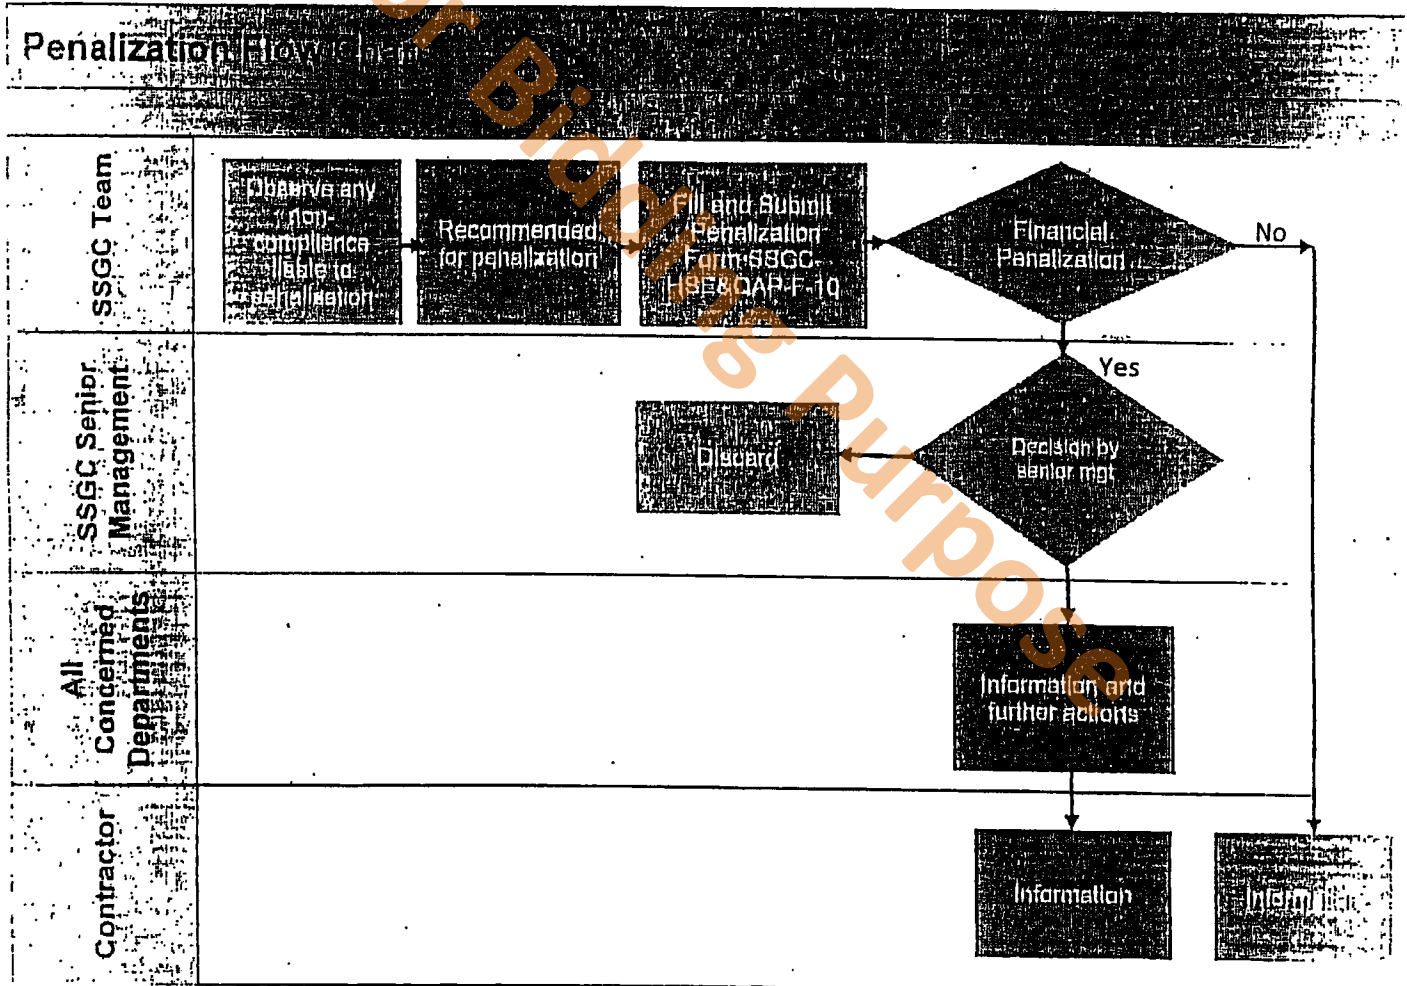 Penalization Flow Chart
or Bidding Purpose
SSGC Team
Observe any
non-
compliance
liable to
penalization
Recommended
for penalization
Fill and Submit
Penalization
Form SSGC-
HSE&QAP-F-10
Financial
Penalization
No
Yes
SSGC Senior
Management
Discard
Decision by
senior mgt
All
Concerned
Departments
Information and
further actions
Contractor
Information
Inform